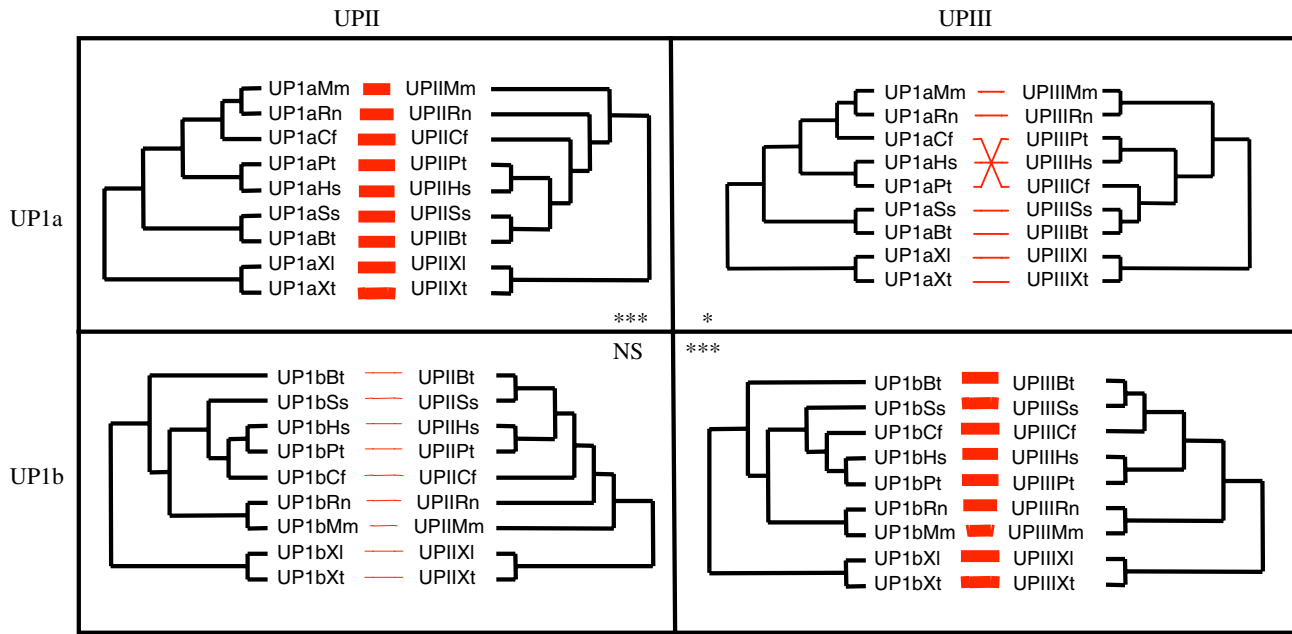 UPII UPIII
UP1a
UP1aMm UPIIMm
UP1aRn UPIIRn
UP1aCf UPIICf
UP1aPt UPIIPt
UP1aHs UPIIHs
UP1aSs UPIISs
UP1aBt UPIIBt
UP1aXl UPIIXl
UP1aXt UPIIXt
***
UP1aMm UPIIIMm
UP1aRn UPIIIRn
UP1aCf UPIIIPt
UP1aHs UPIIIHs
UP1aPt UPIIICf
UP1aSs UPIIISs
UP1aBt UPIIIBt
UP1aXl UPIIIXl
UP1aXt UPIIIXt
*
UP1b
NS
UP1bBt UPIIBt
UP1bSs UPIISs
UP1bHs UPIIHs
UP1bPt UPIIPt
UP1bCf UPIICf
UP1bRn UPIIRn
UP1bMm UPIIMm
UP1bXl UPIIXl
UP1bXt UPIIXt
***
UP1bBt UPIIIBt
UP1bSs UPIIISs
UP1bCf UPIIICf
UP1bHs UPIIIHs
UP1bPt UPIIIPt
UP1bRn UPIIIRn
UP1bMm UPIIIMm
UP1bXl UPIIIXl
UP1bXt UPIIIXt